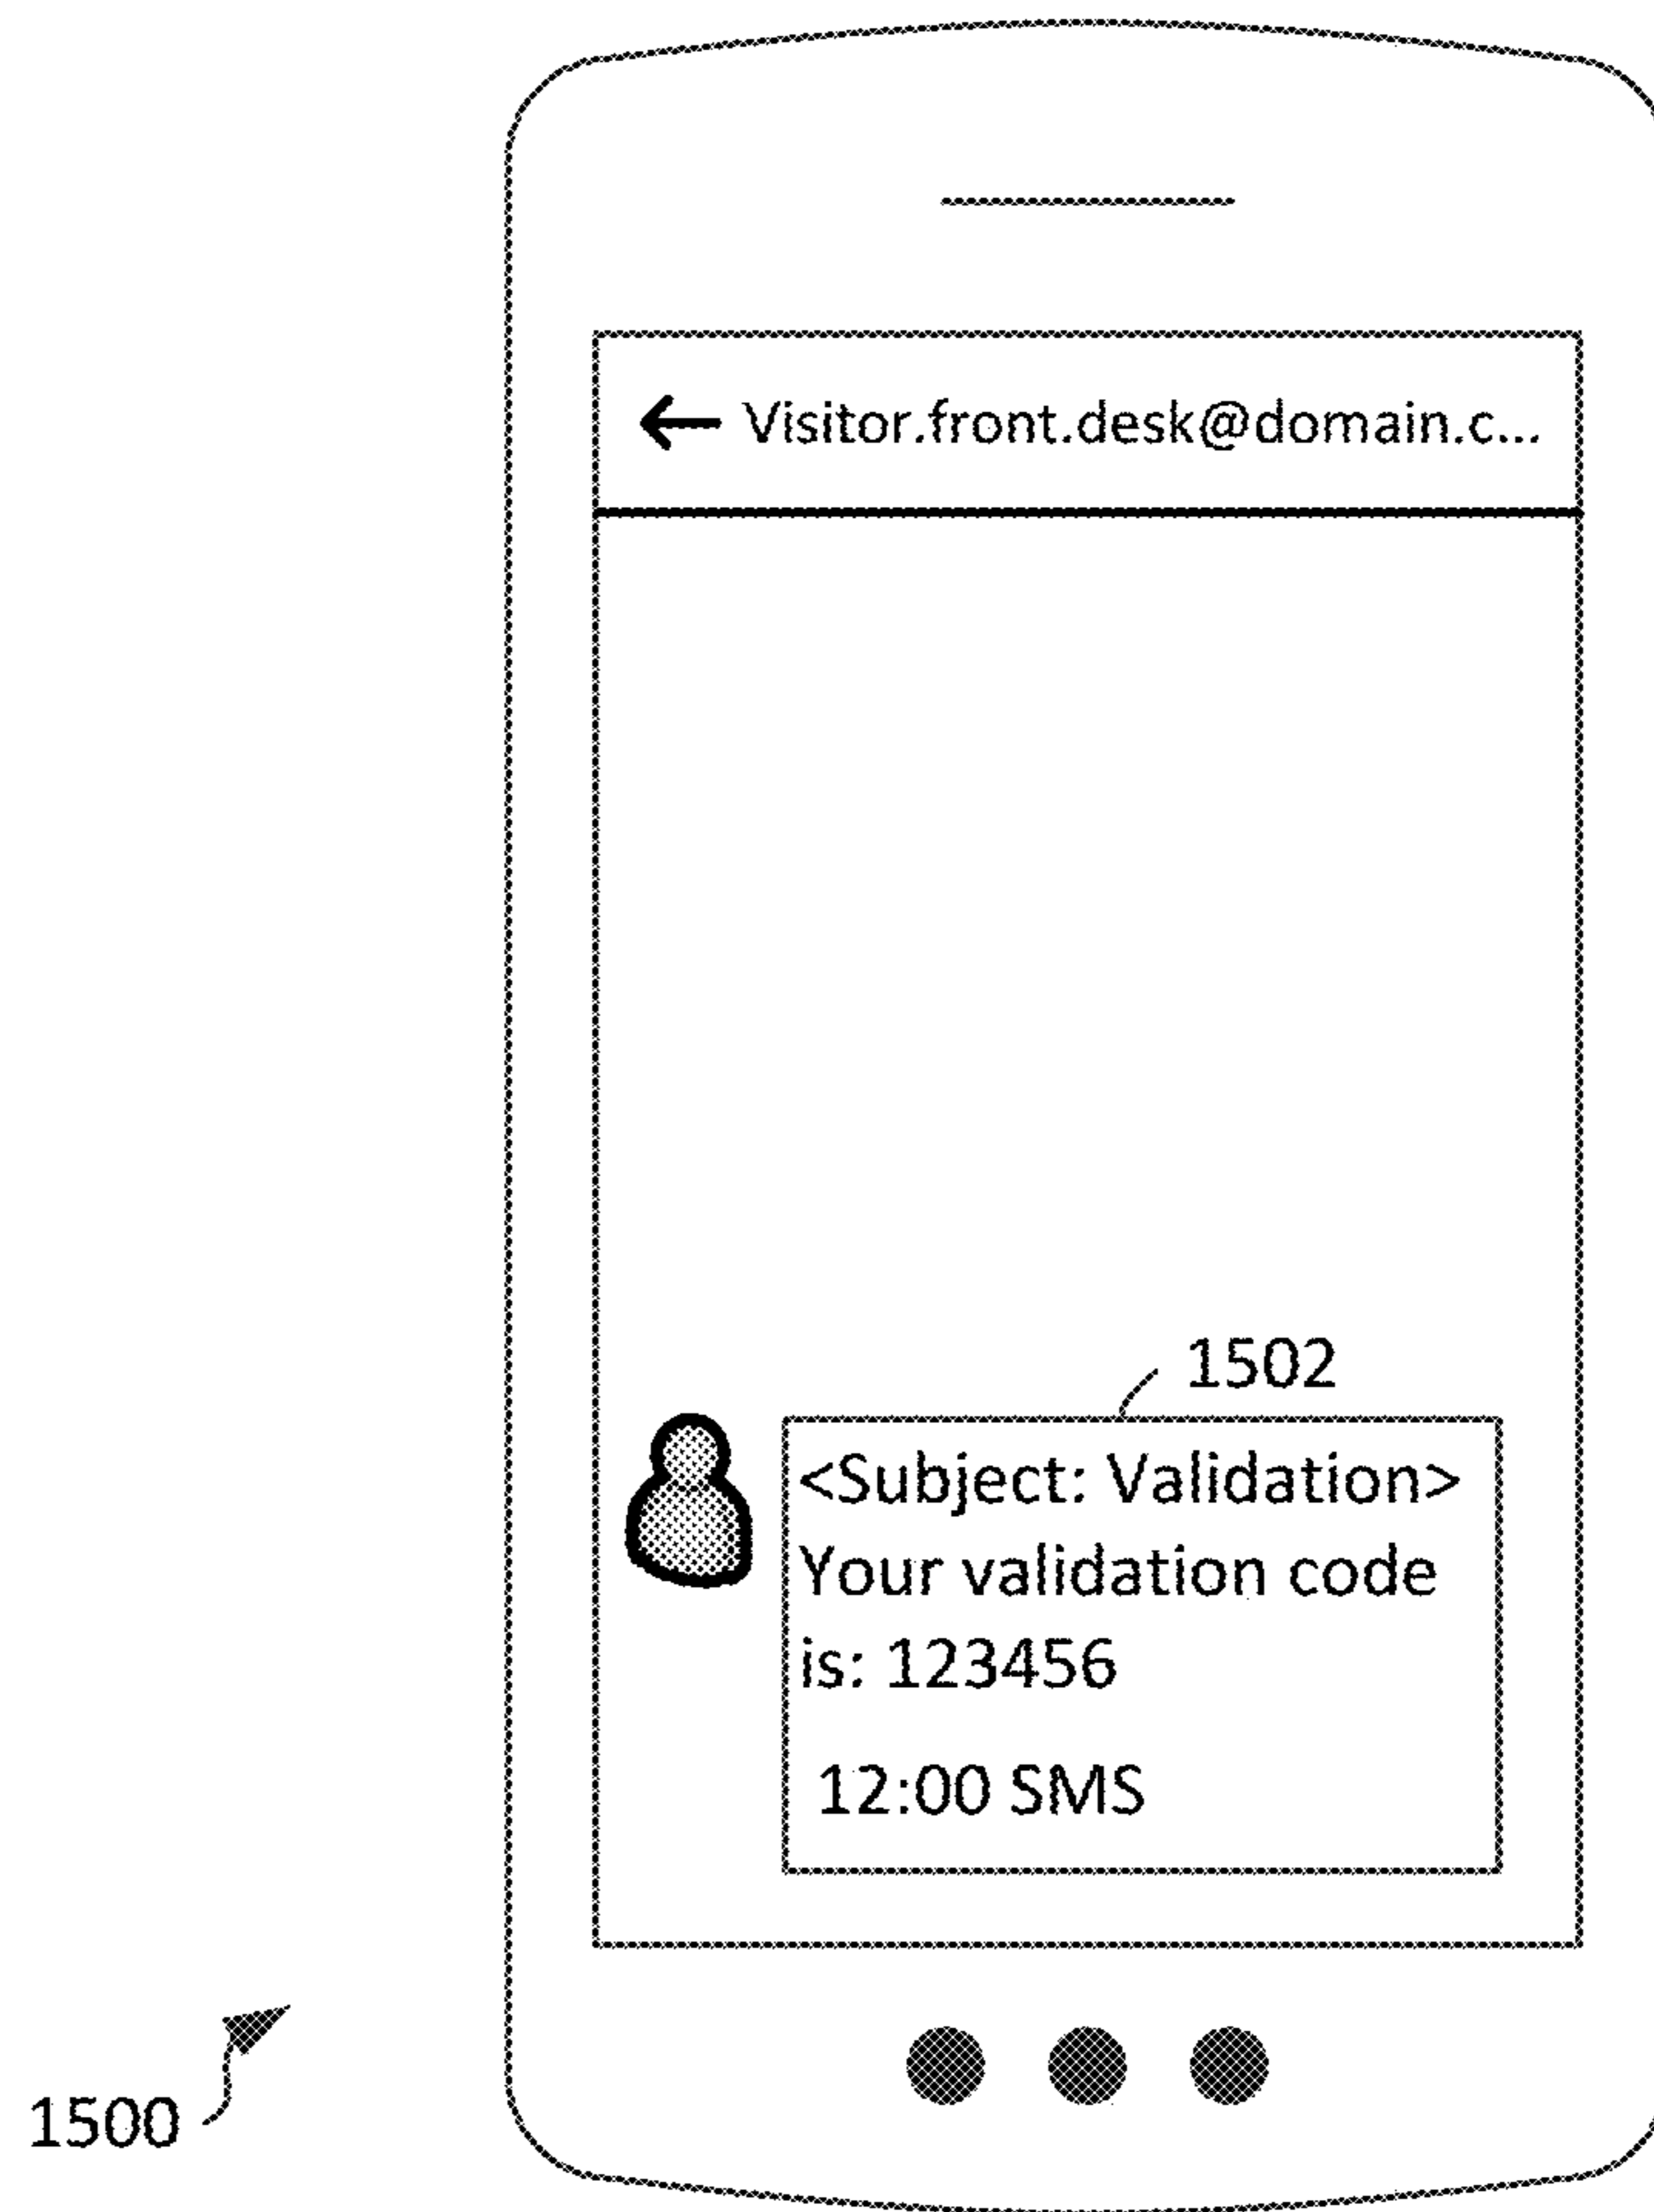 ← Visitor.front.desk@domain.c...
1502
<Subject: Validation>
Your validation code
is: 123456
12:00 SMS
1500